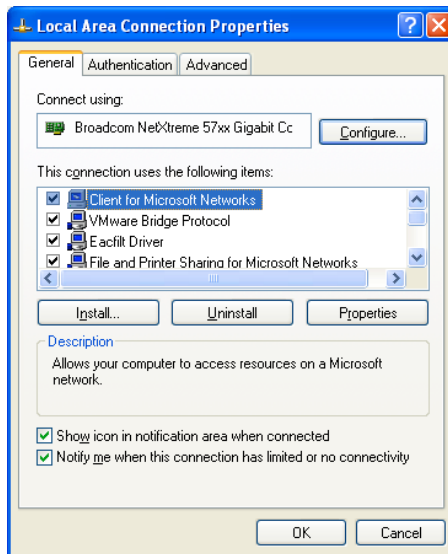 Local Area Connection Properties
General Authentication Advanced
Connect using:
Broadcom NetXtreme 57xx Gigabit Cc
Configure...
This connection uses the following items:
Client for Microsoft Networks
VMware Bridge Protocol
Eacfilt Driver
File and Printer Sharing for Microsoft Networks
Install... Uninstall Properties
Description
Allows your computer to access resources on a Microsoft
network.
Show icon in notification area when connected
Notify me when this connection has limited or no connectivity
OK Cancel